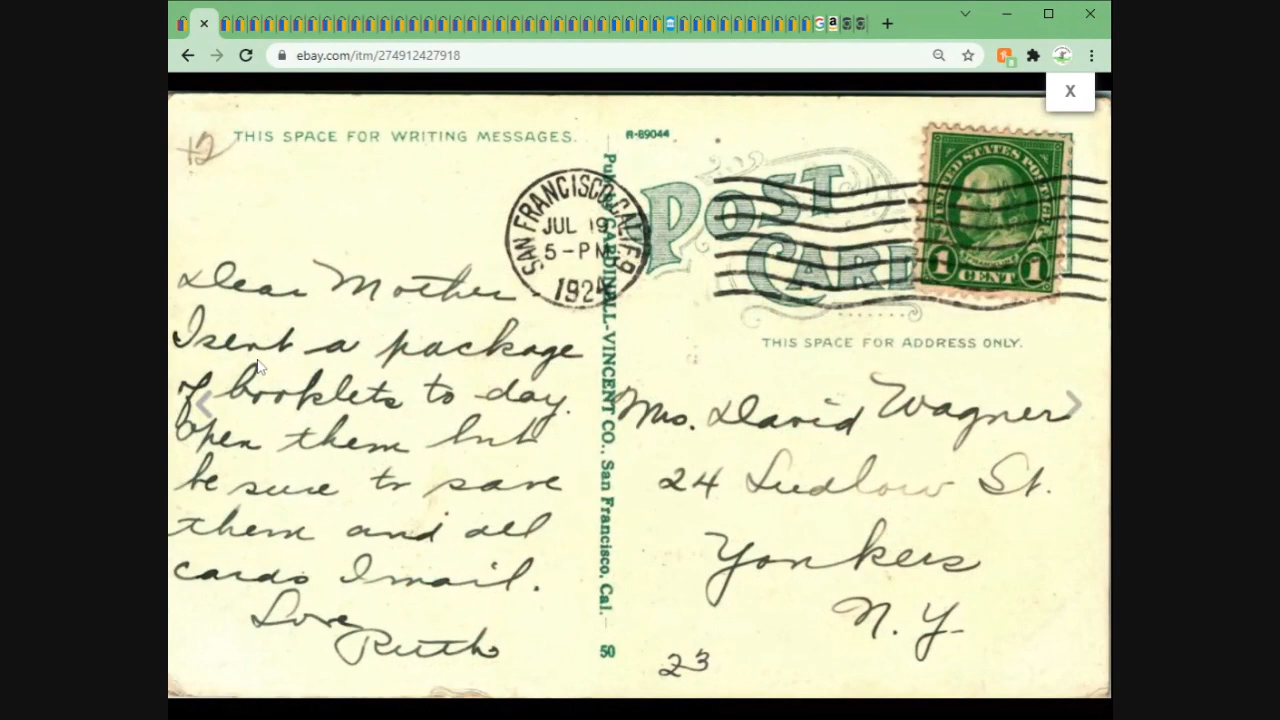 ebay.com/itm/274912427918
X
12
THIS SPACE FOR WRITING MESSAGES.
R-89044
POST CARD
SAN FRANCISCO, CALIF.
JUL 19
5-PM
UNITED STATES POSTAGE
1 CENT 1
THIS SPACE FOR ADDRESS ONLY.
CARDINELL-VINCENT CO., San Francisco, Cal.
50
Dear Mother
I sent a package
of booklets to day.
Open them but
be sure to save
them and all
cards I mail.
Love
Ruth
Mrs. David Wagner
24 Ludlow St.
Yonkers
N.Y.
23